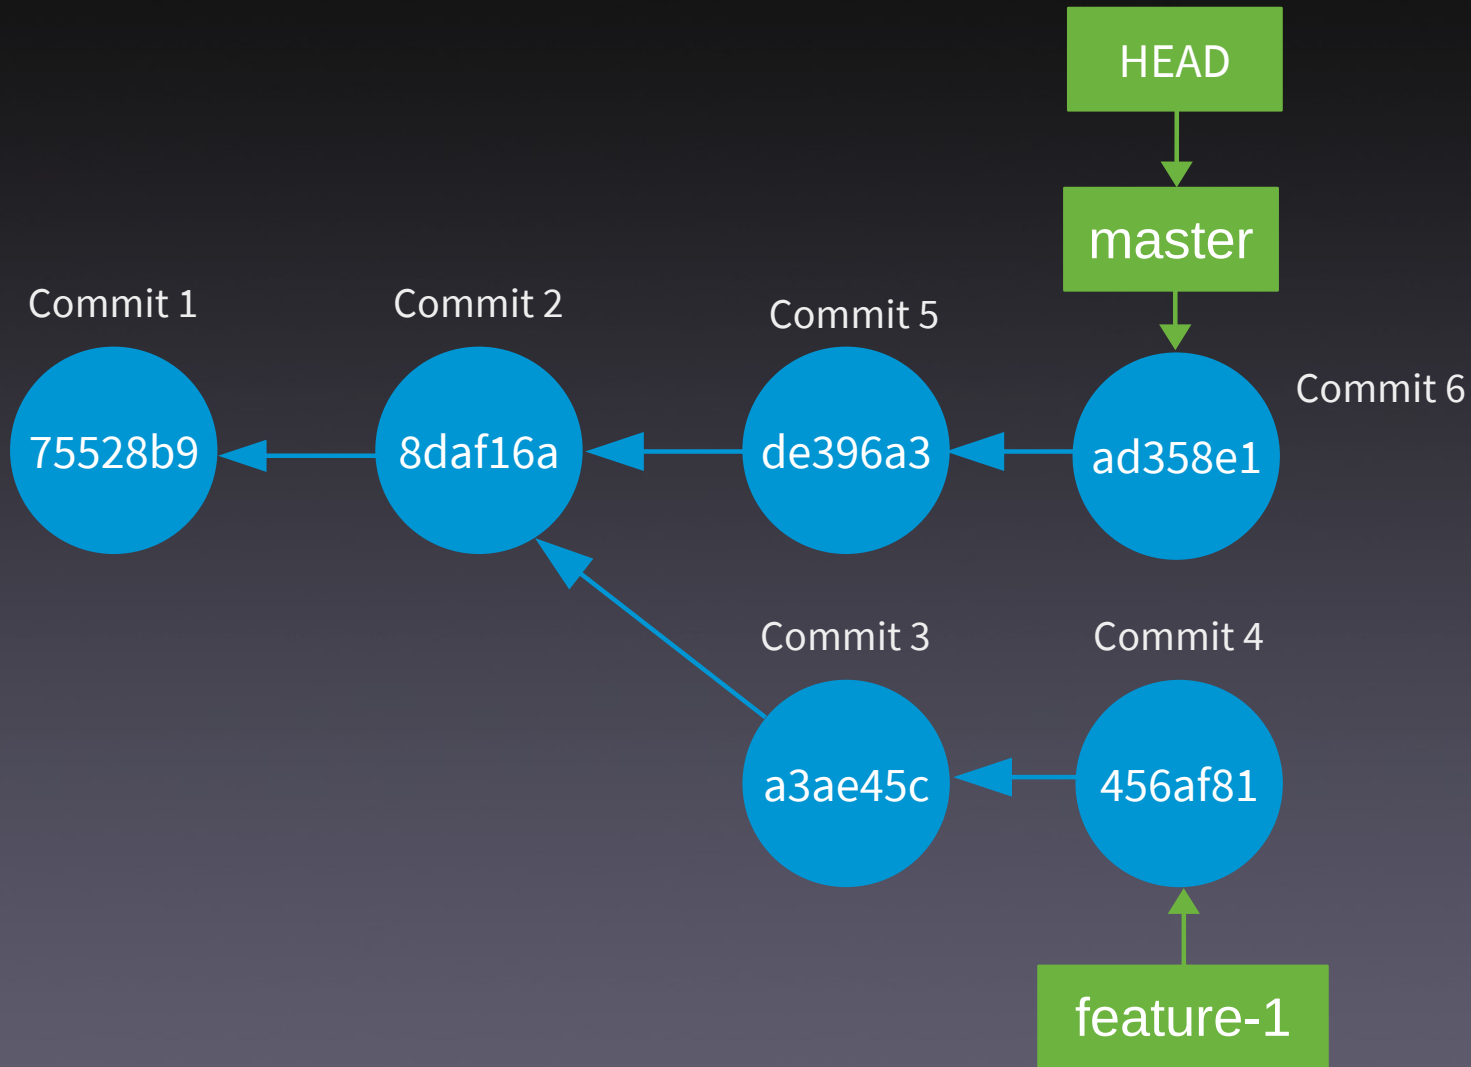 HEAD
master
Commit 1
Commit 2
Commit 5
Commit 6
75528b9
8daf16a
de396a3
ad358e1
Commit 3
Commit 4
a3ae45c
456af81
feature-1